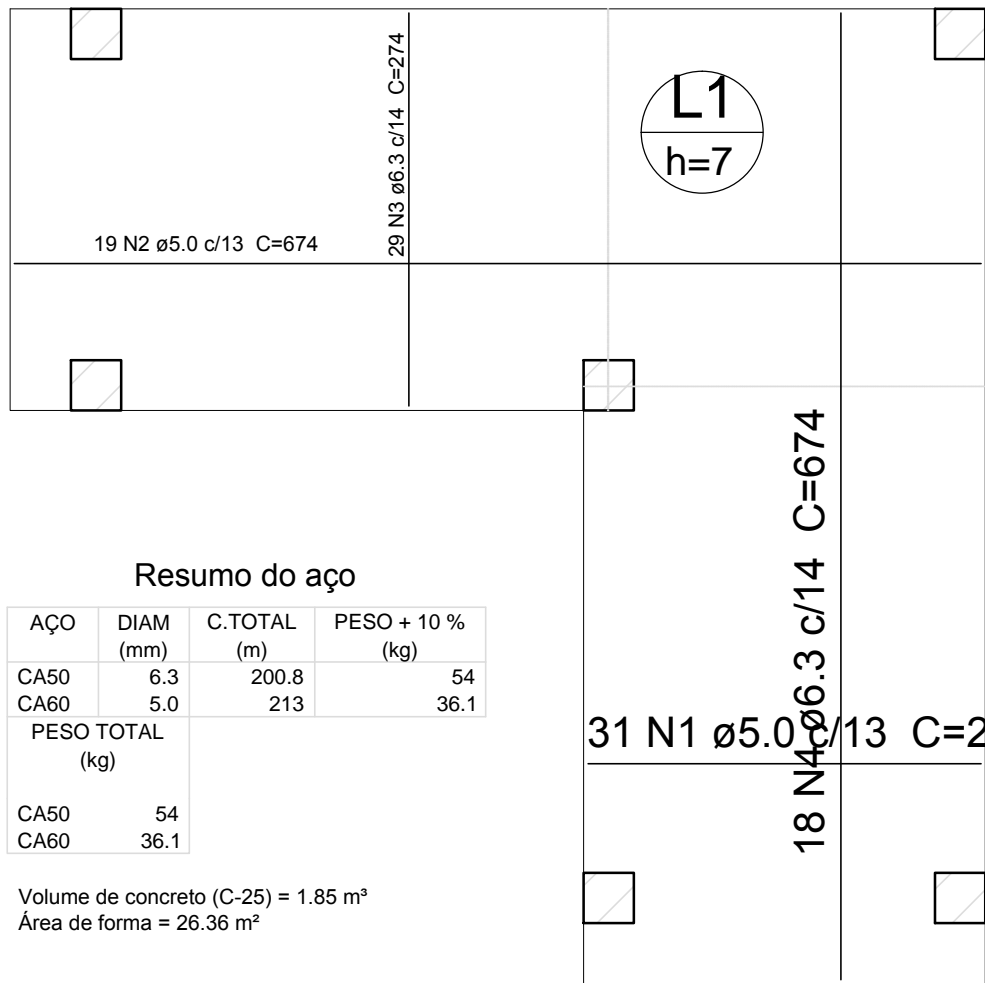 29 N3 ø6.3 c/14 C=274
L1
h=7
19 N2 ø5.0 c/13 C=674
18 N4 ø6.3 c/14 C=674
31 N1 ø5.0 c/13 C=2
Resumo do aço
AÇO DIAM C.TOTAL PESO + 10 %
(mm) (m) (kg)
CA50 6.3 200.8 54
CA60 5.0 213 36.1
PESO TOTAL
(kg)
CA50 54
CA60 36.1
Volume de concreto (C-25) = 1.85 m³
Área de forma = 26.36 m²